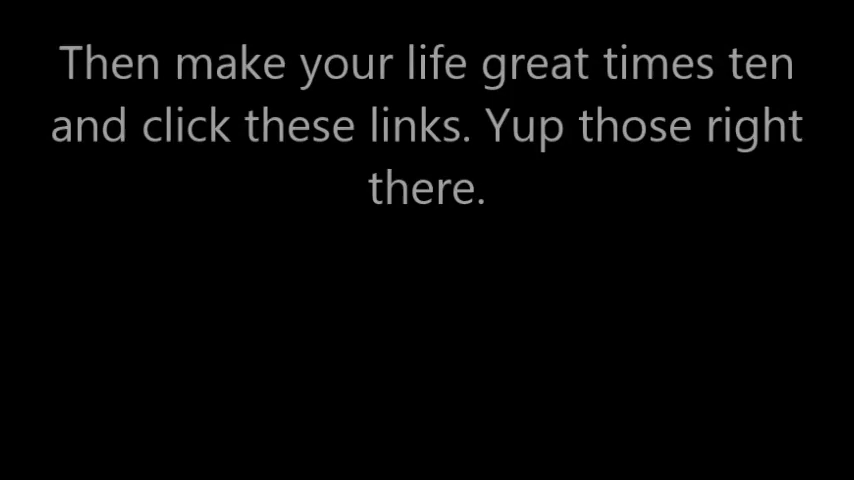 Then make your life great times ten
and click these links. Yup those right
there.